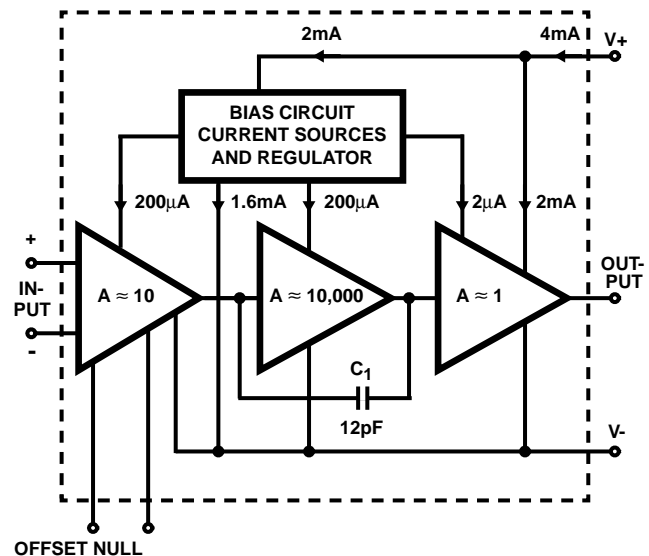 2mA
4mA
V+
BIAS CIRCUIT
CURRENT SOURCES
AND REGULATOR
200µA
1.6mA
200µA
2µA
2mA
+
IN-
PUT
-
A ≈ 10
A ≈ 10,000
A ≈ 1
OUT-
PUT
C₁
12pF
V-
OFFSET NULL